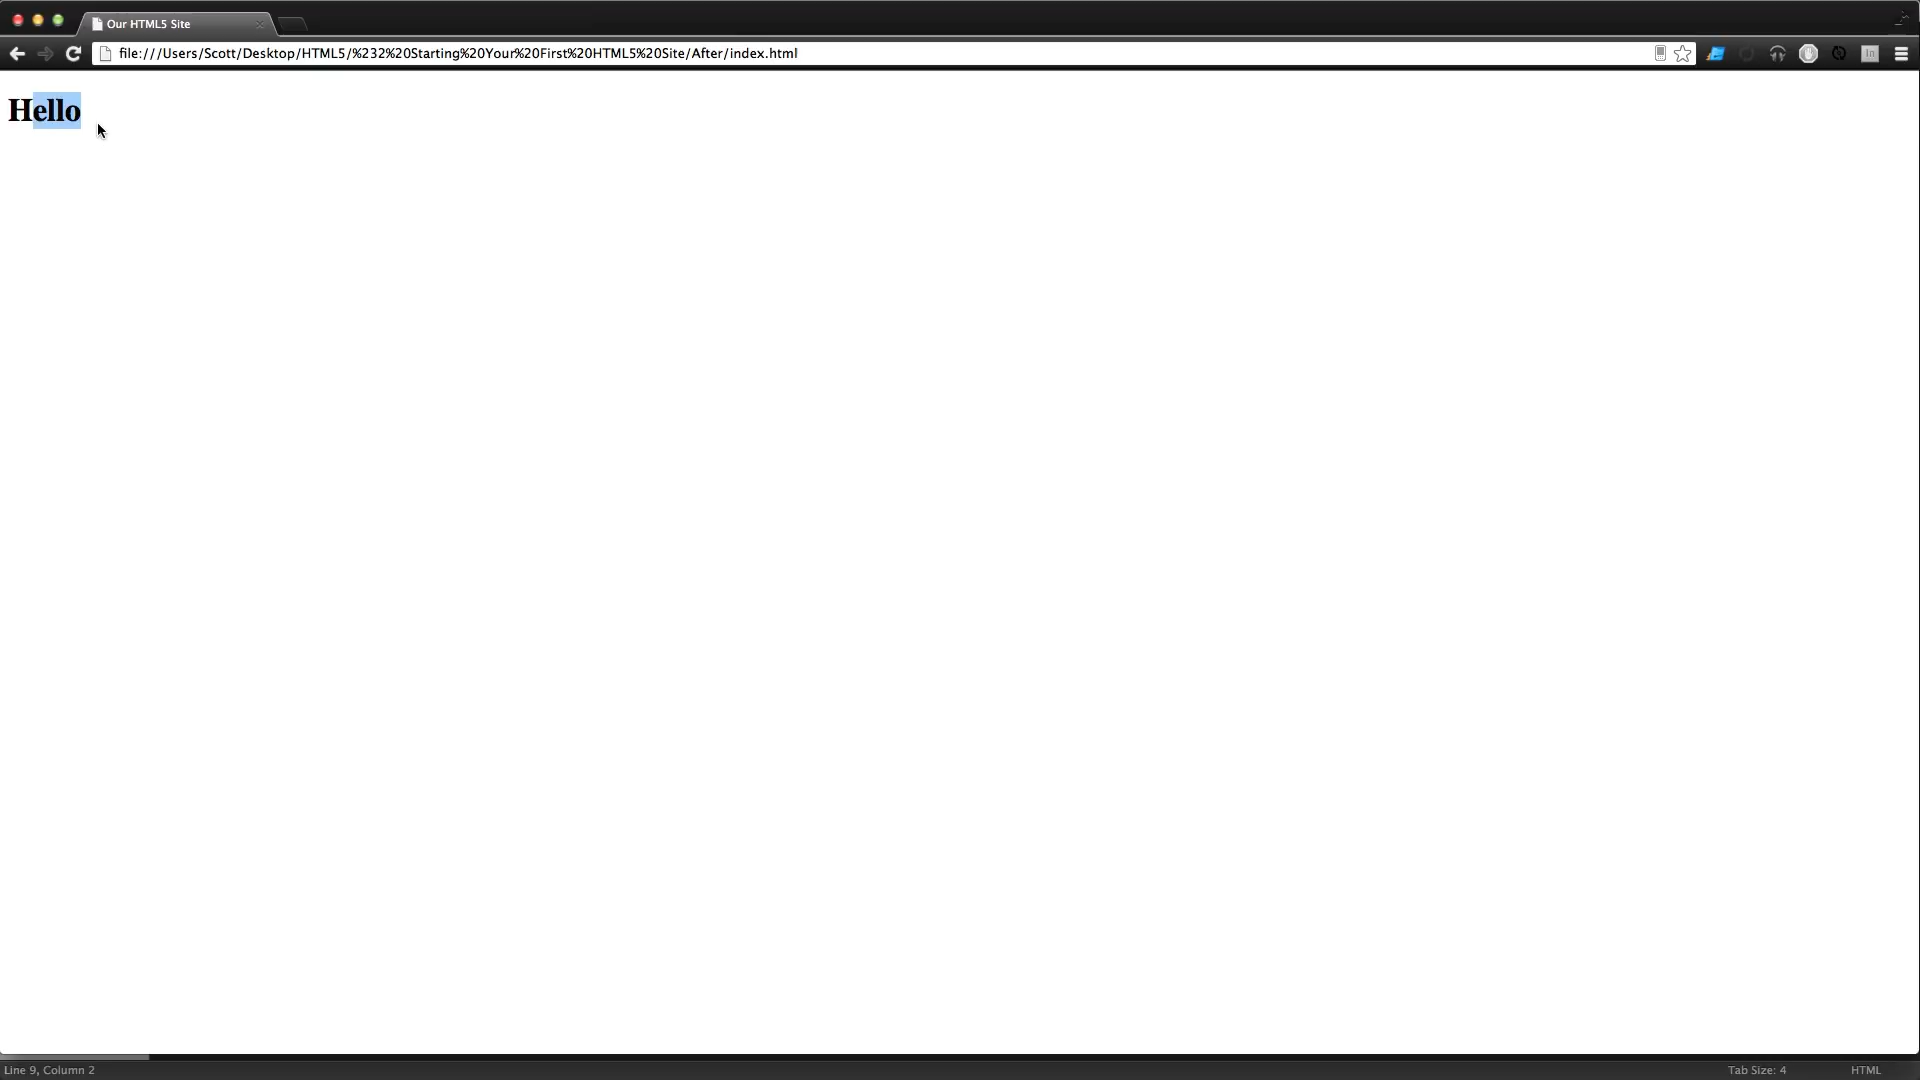 Our HTML5 Site
file:///Users/Scott/Desktop/HTML5/%232%20Starting%20Your%20First%20HTML5%20Site/After/index.html
Hello
Line 9, Column 2
Tab Size: 4
HTML